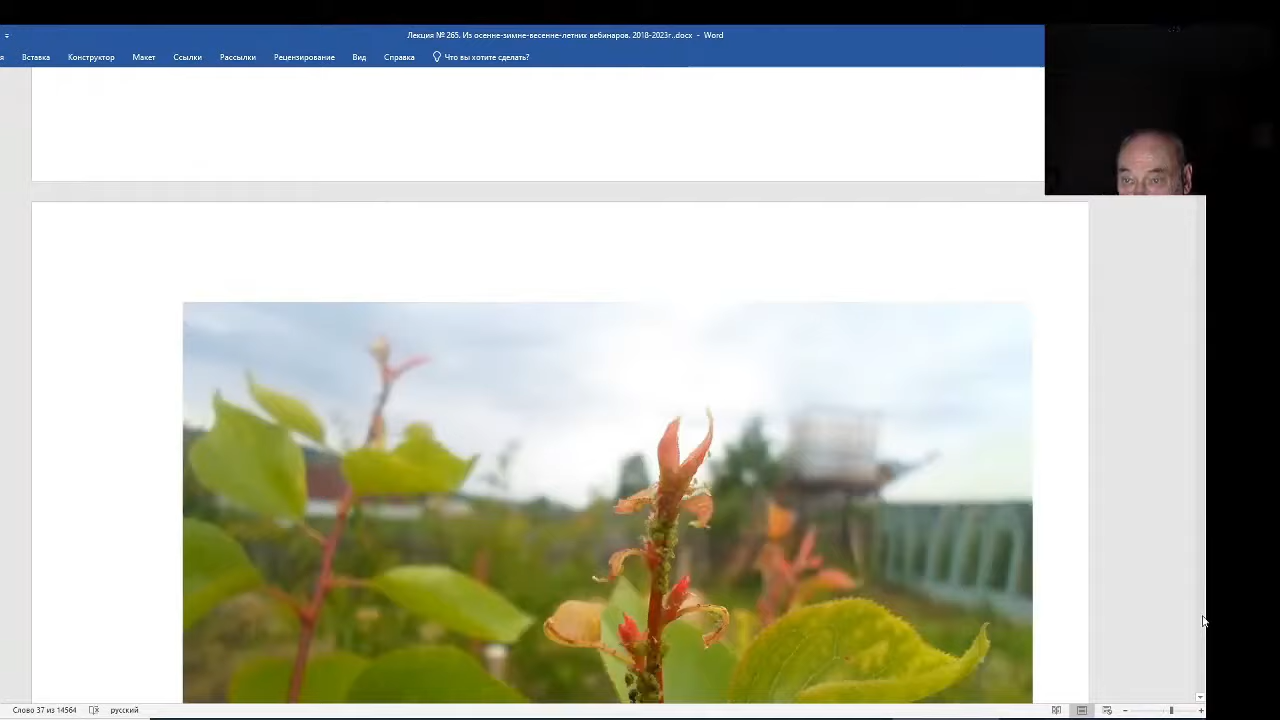 Лекция № 265. Из осенне-зимне-весенне-летних вебинаров. 2018-2023г..docx - Word
я Вставка Конструктор Макет Ссылки Рассылки Рецензирование Вид Справка Что вы хотите сделать?
Слово 37 из 14564 русский